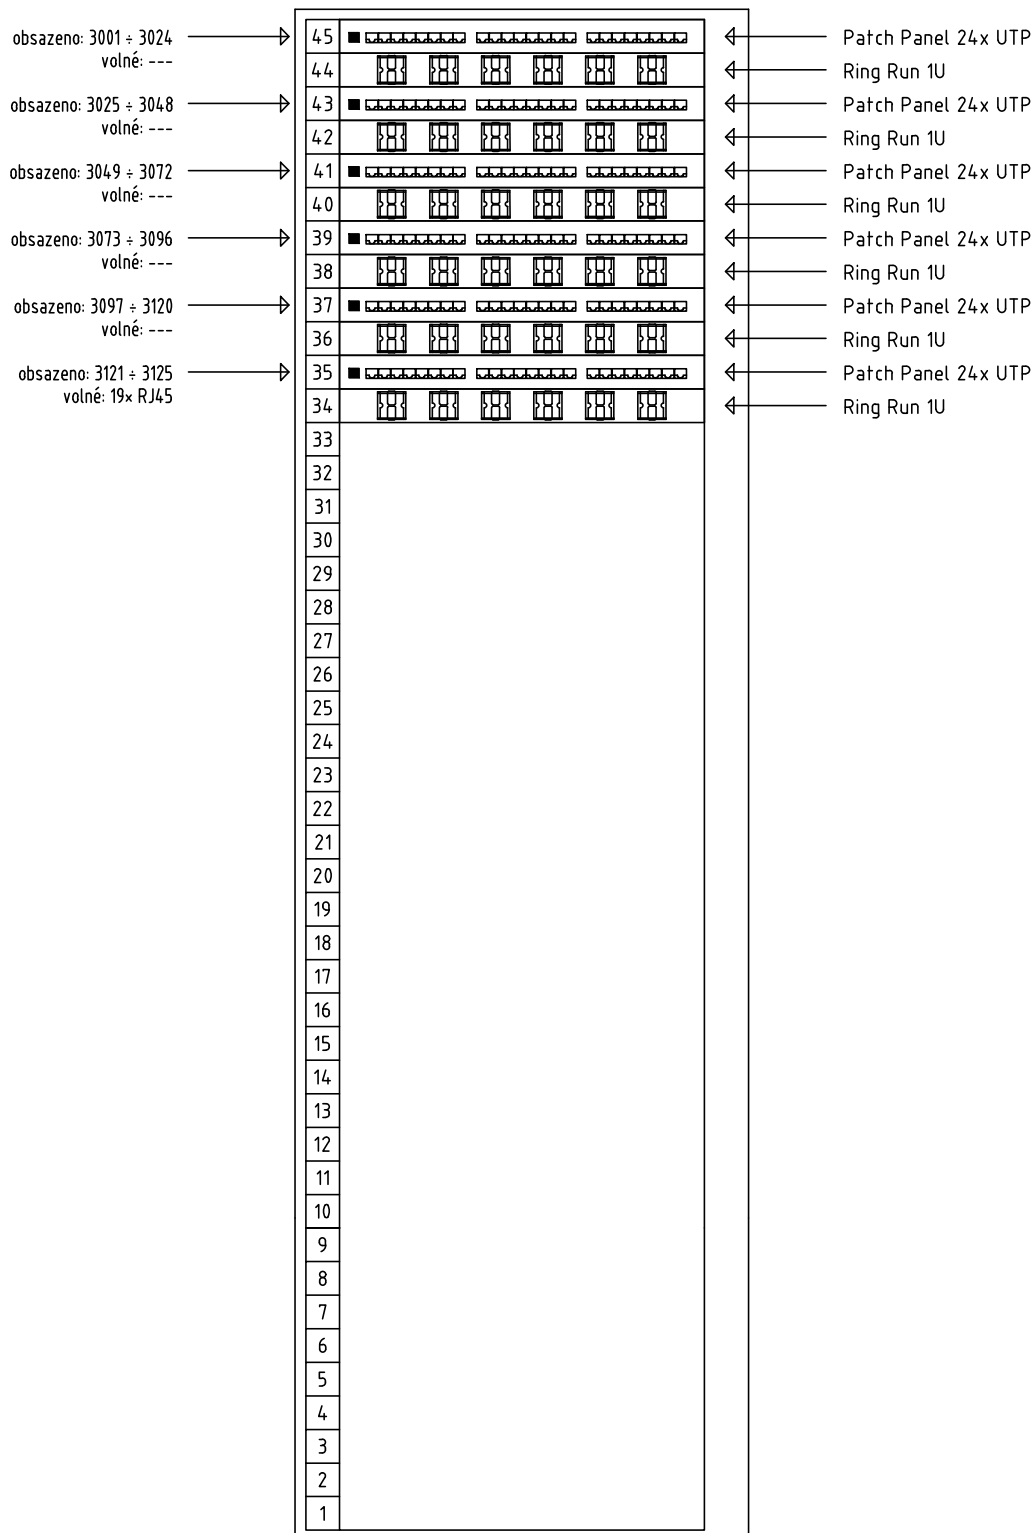 obsazeno: 3001 ÷ 3024
volné: ---
45
Patch Panel 24x UTP
44
Ring Run 1U
obsazeno: 3025 ÷ 3048
volné: ---
43
Patch Panel 24x UTP
42
Ring Run 1U
obsazeno: 3049 ÷ 3072
volné: ---
41
Patch Panel 24x UTP
40
Ring Run 1U
obsazeno: 3073 ÷ 3096
volné: ---
39
Patch Panel 24x UTP
38
Ring Run 1U
obsazeno: 3097 ÷ 3120
volné: ---
37
Patch Panel 24x UTP
36
Ring Run 1U
obsazeno: 3121 ÷ 3125
volné: 19x RJ45
35
Patch Panel 24x UTP
34
Ring Run 1U
33
32
31
30
29
28
27
26
25
24
23
22
21
20
19
18
17
16
15
14
13
12
11
10
9
8
7
6
5
4
3
2
1